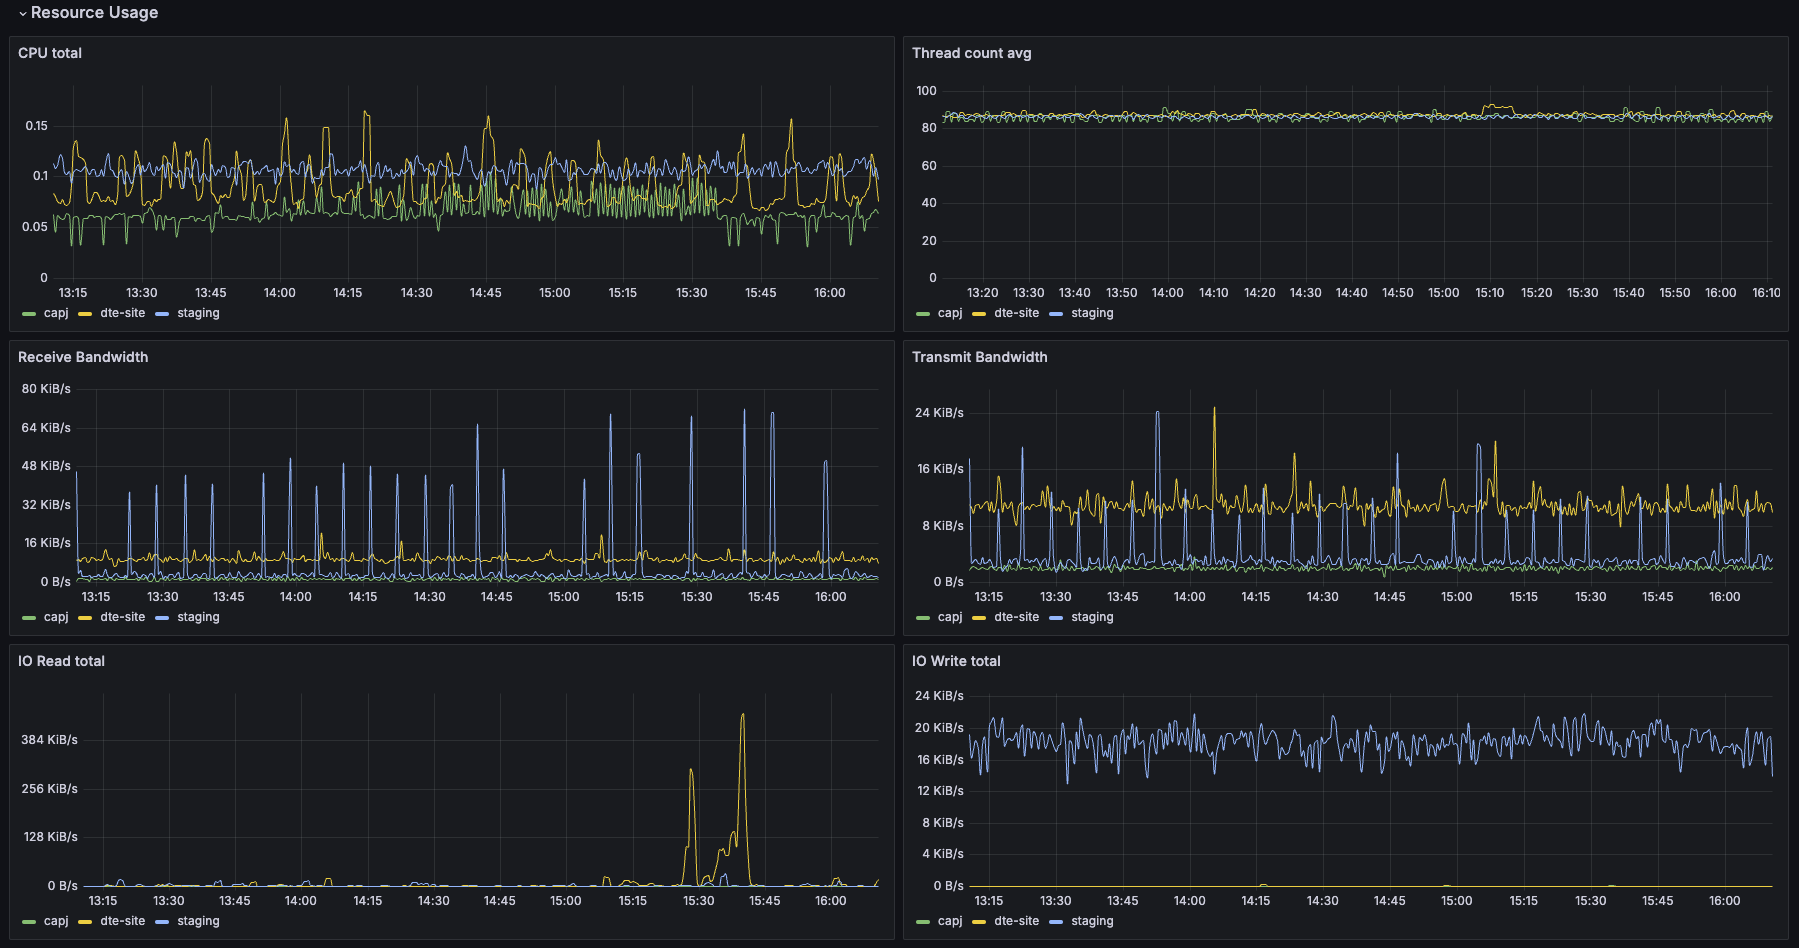 Resource Usage
CPU total
0.15
0.1
0.05
0
13:15 13:30 13:45 14:00 14:15 14:30 14:45 15:00 15:15 15:30 15:45 16:00
capj dte-site staging
Thread count avg
100
80
60
40
20
0
13:20 13:30 13:40 13:50 14:00 14:10 14:20 14:30 14:40 14:50 15:00 15:10 15:20 15:30 15:40 15:50 16:00 16:10
capj dte-site staging
Receive Bandwidth
80 KiB/s
64 KiB/s
48 KiB/s
32 KiB/s
16 KiB/s
0 B/s
13:15 13:30 13:45 14:00 14:15 14:30 14:45 15:00 15:15 15:30 15:45 16:00
capj dte-site staging
Transmit Bandwidth
24 KiB/s
16 KiB/s
8 KiB/s
0 B/s
13:15 13:30 13:45 14:00 14:15 14:30 14:45 15:00 15:15 15:30 15:45 16:00
capj dte-site staging
IO Read total
384 KiB/s
256 KiB/s
128 KiB/s
0 B/s
13:15 13:30 13:45 14:00 14:15 14:30 14:45 15:00 15:15 15:30 15:45 16:00
capj dte-site staging
IO Write total
24 KiB/s
20 KiB/s
16 KiB/s
12 KiB/s
8 KiB/s
4 KiB/s
0 B/s
13:15 13:30 13:45 14:00 14:15 14:30 14:45 15:00 15:15 15:30 15:45 16:00
capj dte-site staging